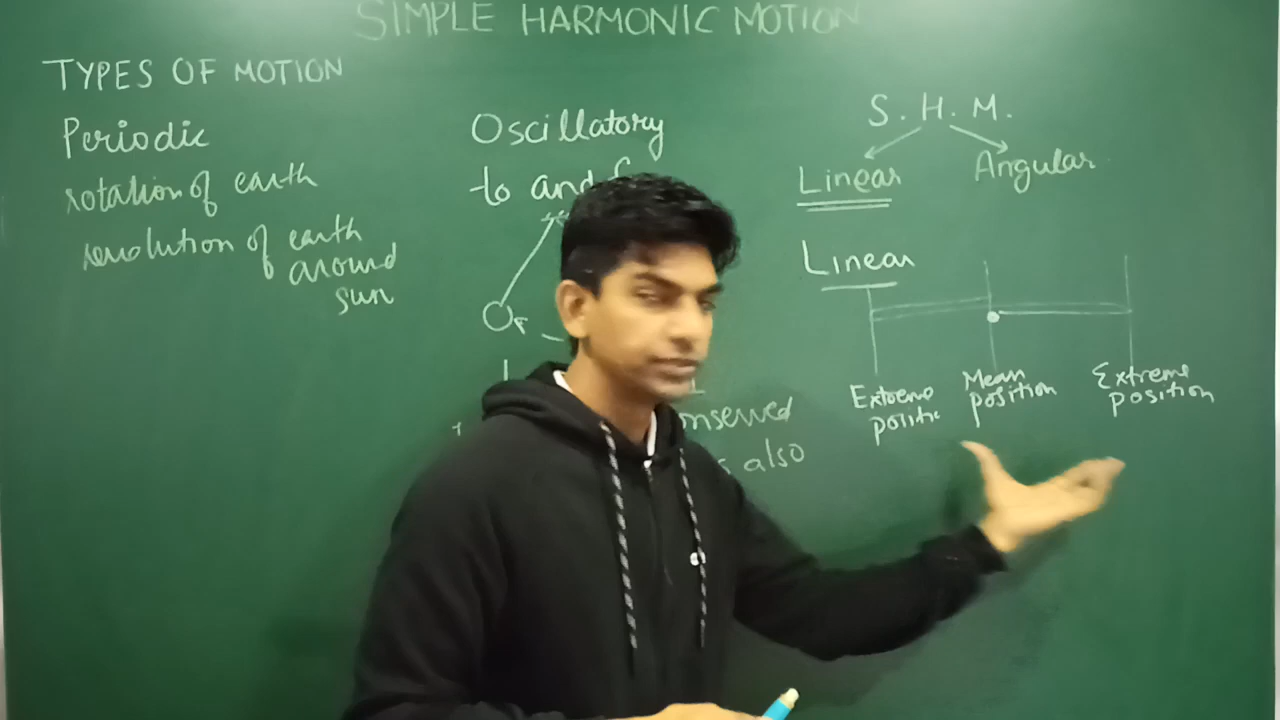 SIMPLE HARMONIC MOTION
TYPES OF MOTION
Periodic
rotation of earth
revolution of earth
around
sun
Oscillatory
to and
also
S. H. M.
Linear
Angular
Linear
Extreme
Mean
position
Extreme
position